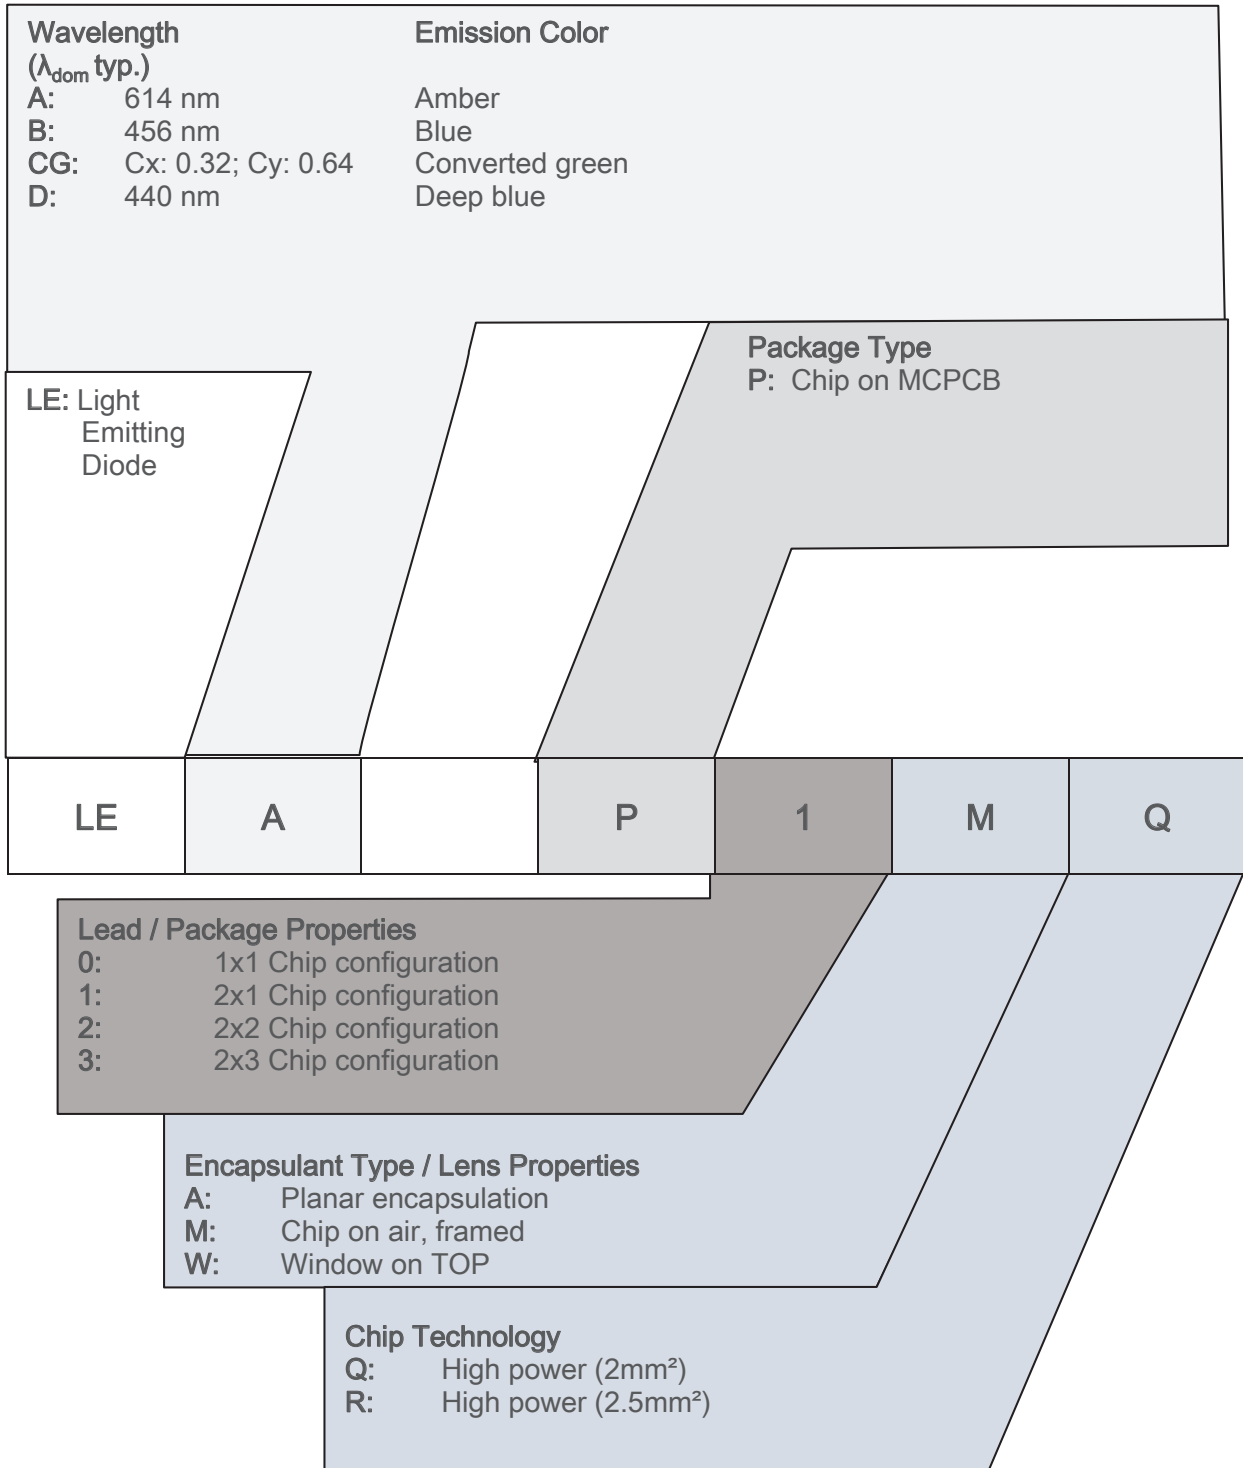 Wavelength Emission Color
(λdom typ.)
A: 614 nm Amber
B: 456 nm Blue
CG: Cx: 0.32; Cy: 0.64 Converted green
D: 440 nm Deep blue
Package Type
P: Chip on MCPCB
LE: Light
Emitting
Diode
LE A P 1 M Q
Lead / Package Properties
0: 1x1 Chip configuration
1: 2x1 Chip configuration
2: 2x2 Chip configuration
3: 2x3 Chip configuration
Encapsulant Type / Lens Properties
A: Planar encapsulation
M: Chip on air, framed
W: Window on TOP
Chip Technology
Q: High power (2mm²)
R: High power (2.5mm²)